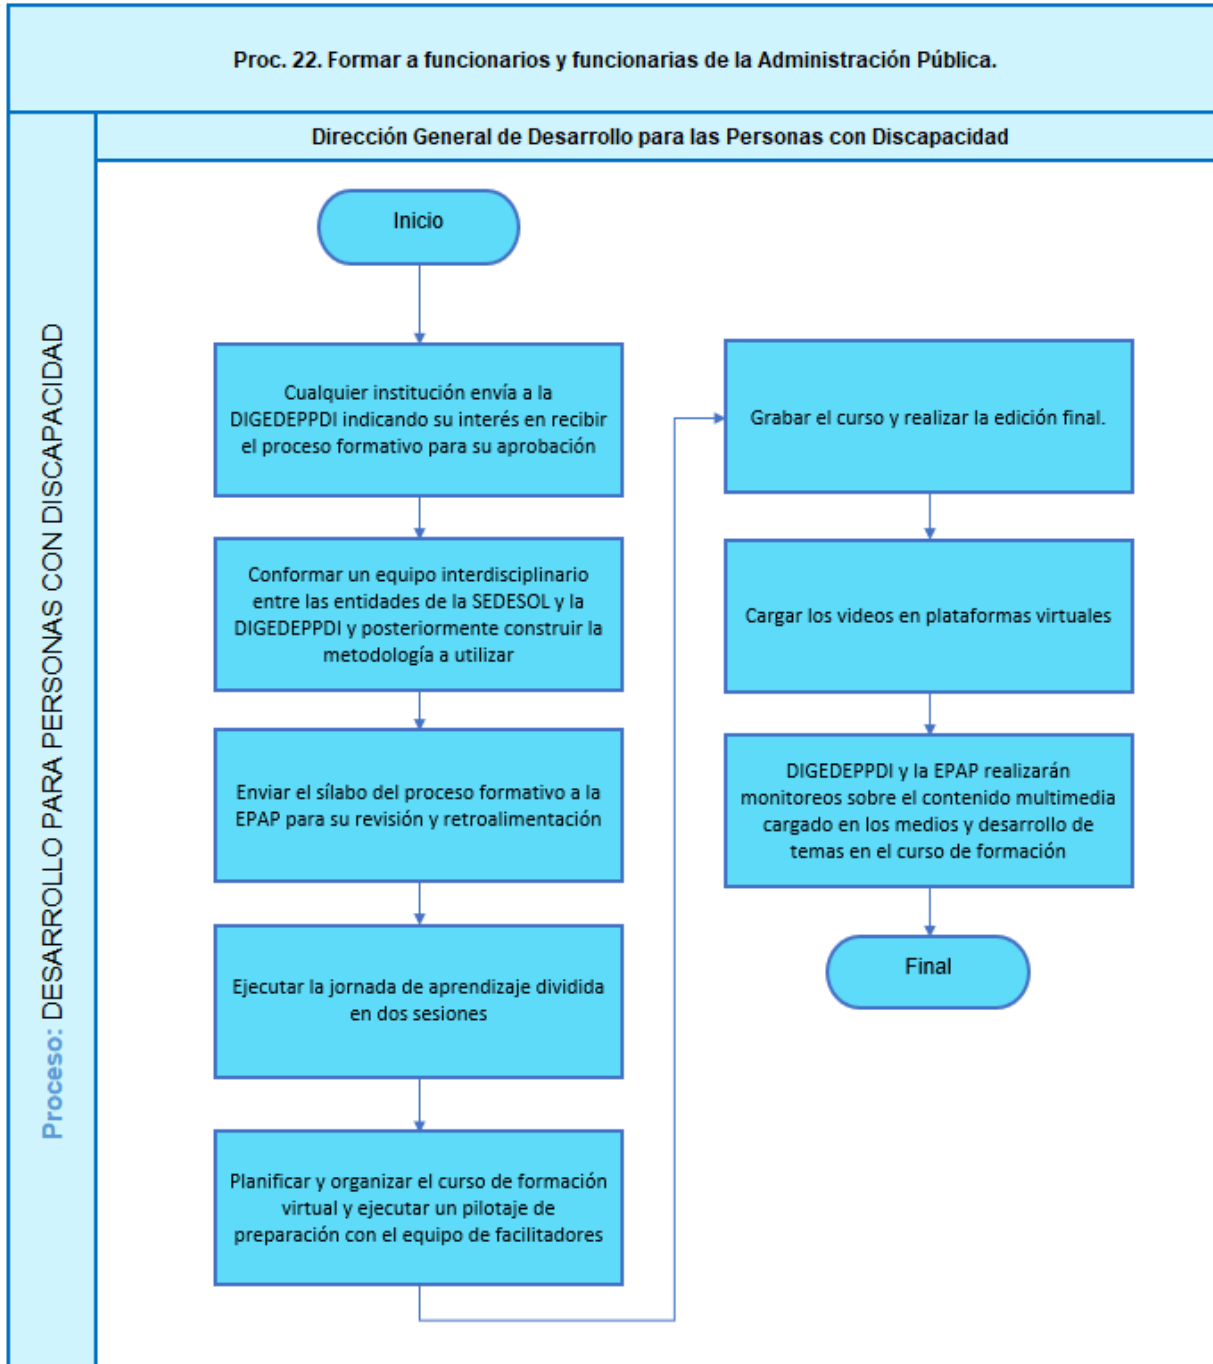 Proc. 22. Formar a funcionarios y funcionarias de la Administración Pública.
Dirección General de Desarrollo para las Personas con Discapacidad
Proceso: DESARROLLO PARA PERSONAS CON DISCAPACIDAD
Inicio
Cualquier institución envía a la
DIGEDEPPDI indicando su interés en recibir
el proceso formativo para su aprobación
Conformar un equipo interdisciplinario
entre las entidades de la SEDESOL y la
DIGEDEPPDI y posteriormente construir la
metodología a utilizar
Enviar el sílabo del proceso formativo a la
EPAP para su revisión y retroalimentación
Ejecutar la jornada de aprendizaje dividida
en dos sesiones
Planificar y organizar el curso de formación
virtual y ejecutar un pilotaje de
preparación con el equipo de facilitadores
Grabar el curso y realizar la edición final.
Cargar los videos en plataformas virtuales
DIGEDEPPDI y la EPAP realizarán
monitoreos sobre el contenido multimedia
cargado en los medios y desarrollo de
temas en el curso de formación
Final